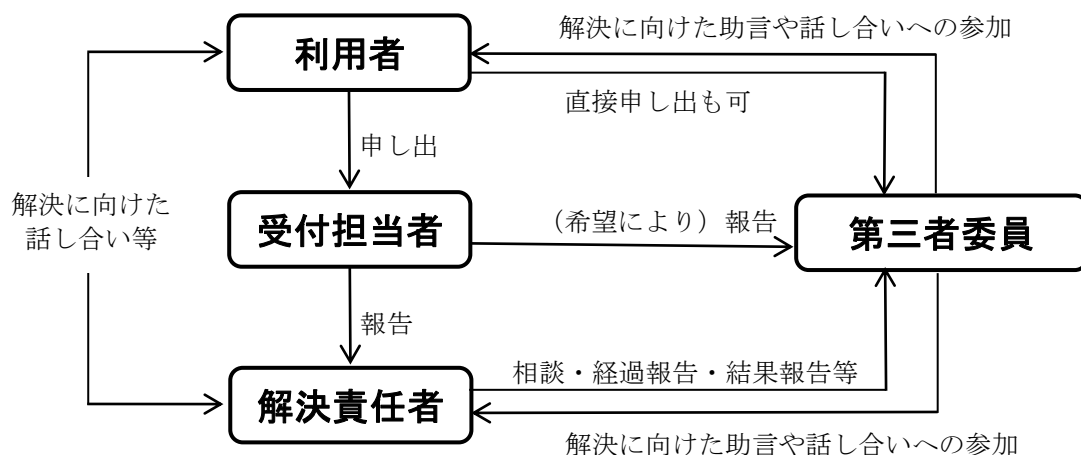 解決に向けた助言や話し合いへの参加
利用者
直接申し出も可
申し出
解決に向けた
話し合い等
受付担当者
（希望により）報告
第三者委員
報告
相談・経過報告・結果報告等
解決責任者
解決に向けた助言や話し合いへの参加